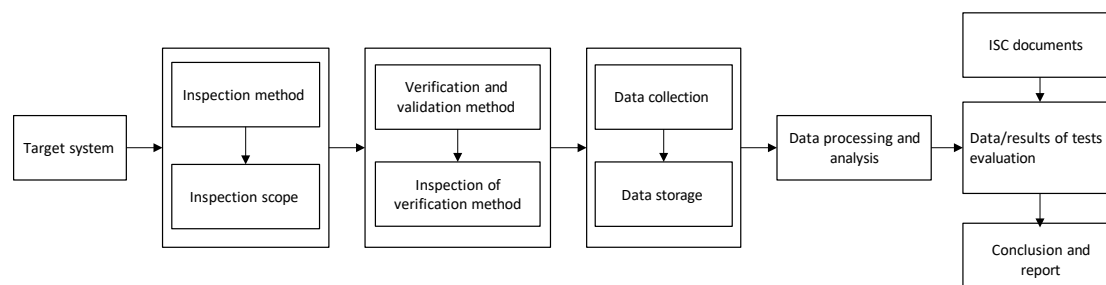 Target system
Inspection method
Inspection scope
Verification and
validation method
Inspection of
verification method
Data collection
Data storage
Data processing and
analysis
ISC documents
Data/results of tests
evaluation
Conclusion and
report